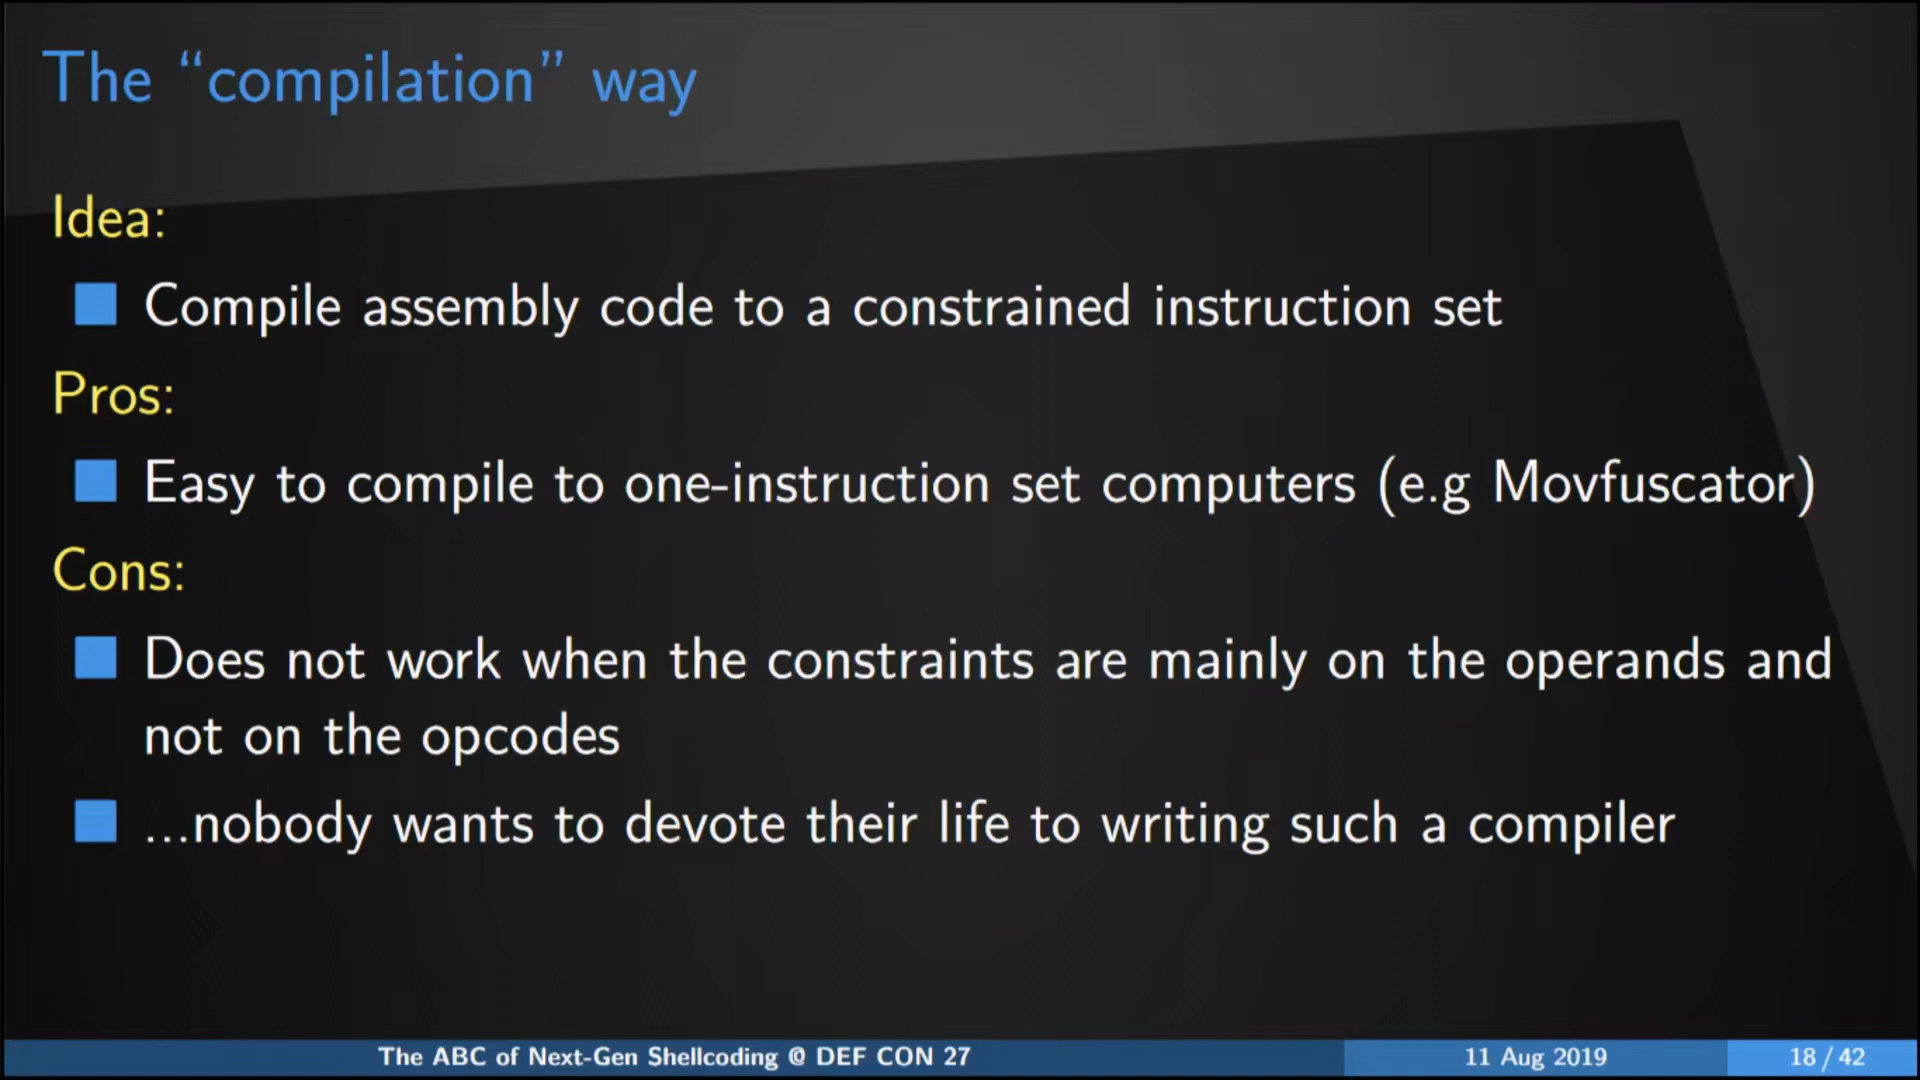 The “compilation” way
Idea:
Compile assembly code to a constrained instruction set
Pros:
Easy to compile to one-instruction set computers (e.g Movfuscator)
Cons:
Does not work when the constraints are mainly on the operands and
not on the opcodes
...nobody wants to devote their life to writing such a compiler
The ABC of Next-Gen Shellcoding @ DEF CON 27
11 Aug 2019
18 / 42